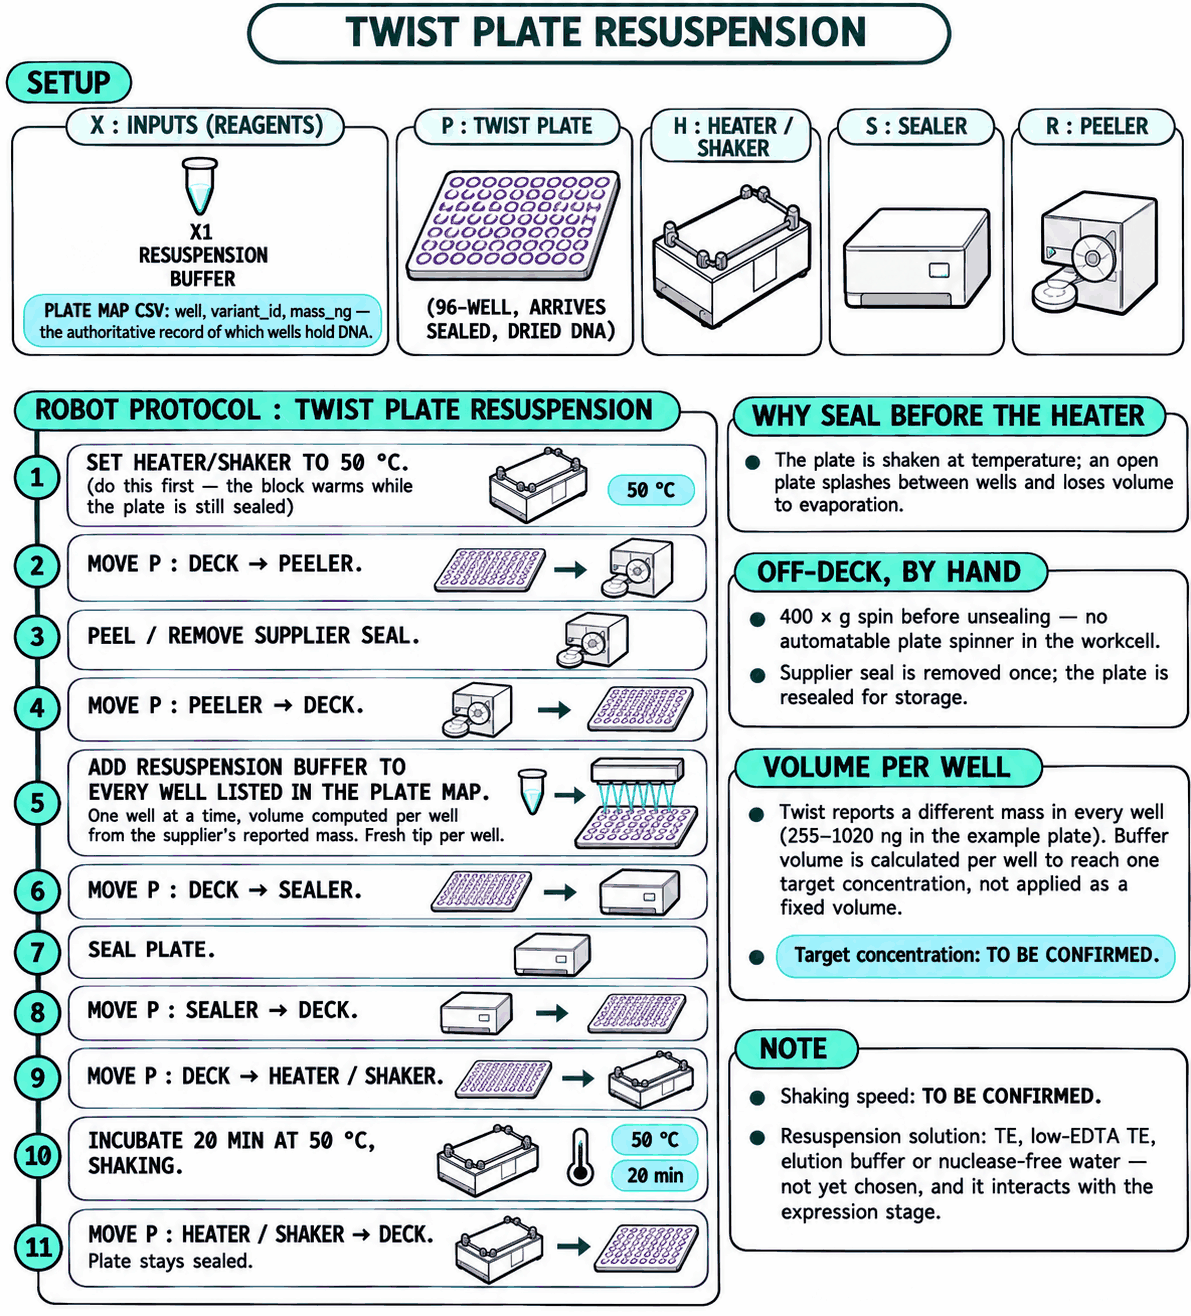 TWIST PLATE RESUSPENSION
SETUP
X : INPUTS (REAGENTS)
X1
RESUSPENSION
BUFFER
PLATE MAP CSV: well, variant_id, mass_ng —
the authoritative record of which wells hold DNA.
P : TWIST PLATE
(96-WELL, ARRIVES
SEALED, DRIED DNA)
H : HEATER /
SHAKER
S : SEALER
R : PEELER
ROBOT PROTOCOL : TWIST PLATE RESUSPENSION
1
SET HEATER/SHAKER TO 50 °C.
(do this first — the block warms while
the plate is still sealed)
50 °C
2
MOVE P : DECK → PEELER.
3
PEEL / REMOVE SUPPLIER SEAL.
4
MOVE P : PEELER → DECK.
5
ADD RESUSPENSION BUFFER TO
EVERY WELL LISTED IN THE PLATE MAP.
One well at a time, volume computed per well
from the supplier's reported mass. Fresh tip per well.
6
MOVE P : DECK → SEALER.
7
SEAL PLATE.
8
MOVE P : SEALER → DECK.
9
MOVE P : DECK → HEATER / SHAKER.
10
INCUBATE 20 MIN AT 50 °C,
SHAKING.
50 °C
20 min
11
MOVE P : HEATER / SHAKER → DECK.
Plate stays sealed.
WHY SEAL BEFORE THE HEATER
● The plate is shaken at temperature; an open
plate splashes between wells and loses volume
to evaporation.
OFF-DECK, BY HAND
● 400 × g spin before unsealing — no
automatable plate spinner in the workcell.
● Supplier seal is removed once; the plate is
resealed for storage.
VOLUME PER WELL
● Twist reports a different mass in every well
(255–1020 ng in the example plate). Buffer
volume is calculated per well to reach one
target concentration, not applied as a
fixed volume.
● Target concentration: TO BE CONFIRMED.
NOTE
● Shaking speed: TO BE CONFIRMED.
● Resuspension solution: TE, low-EDTA TE,
elution buffer or nuclease-free water —
not yet chosen, and it interacts with the
expression stage.